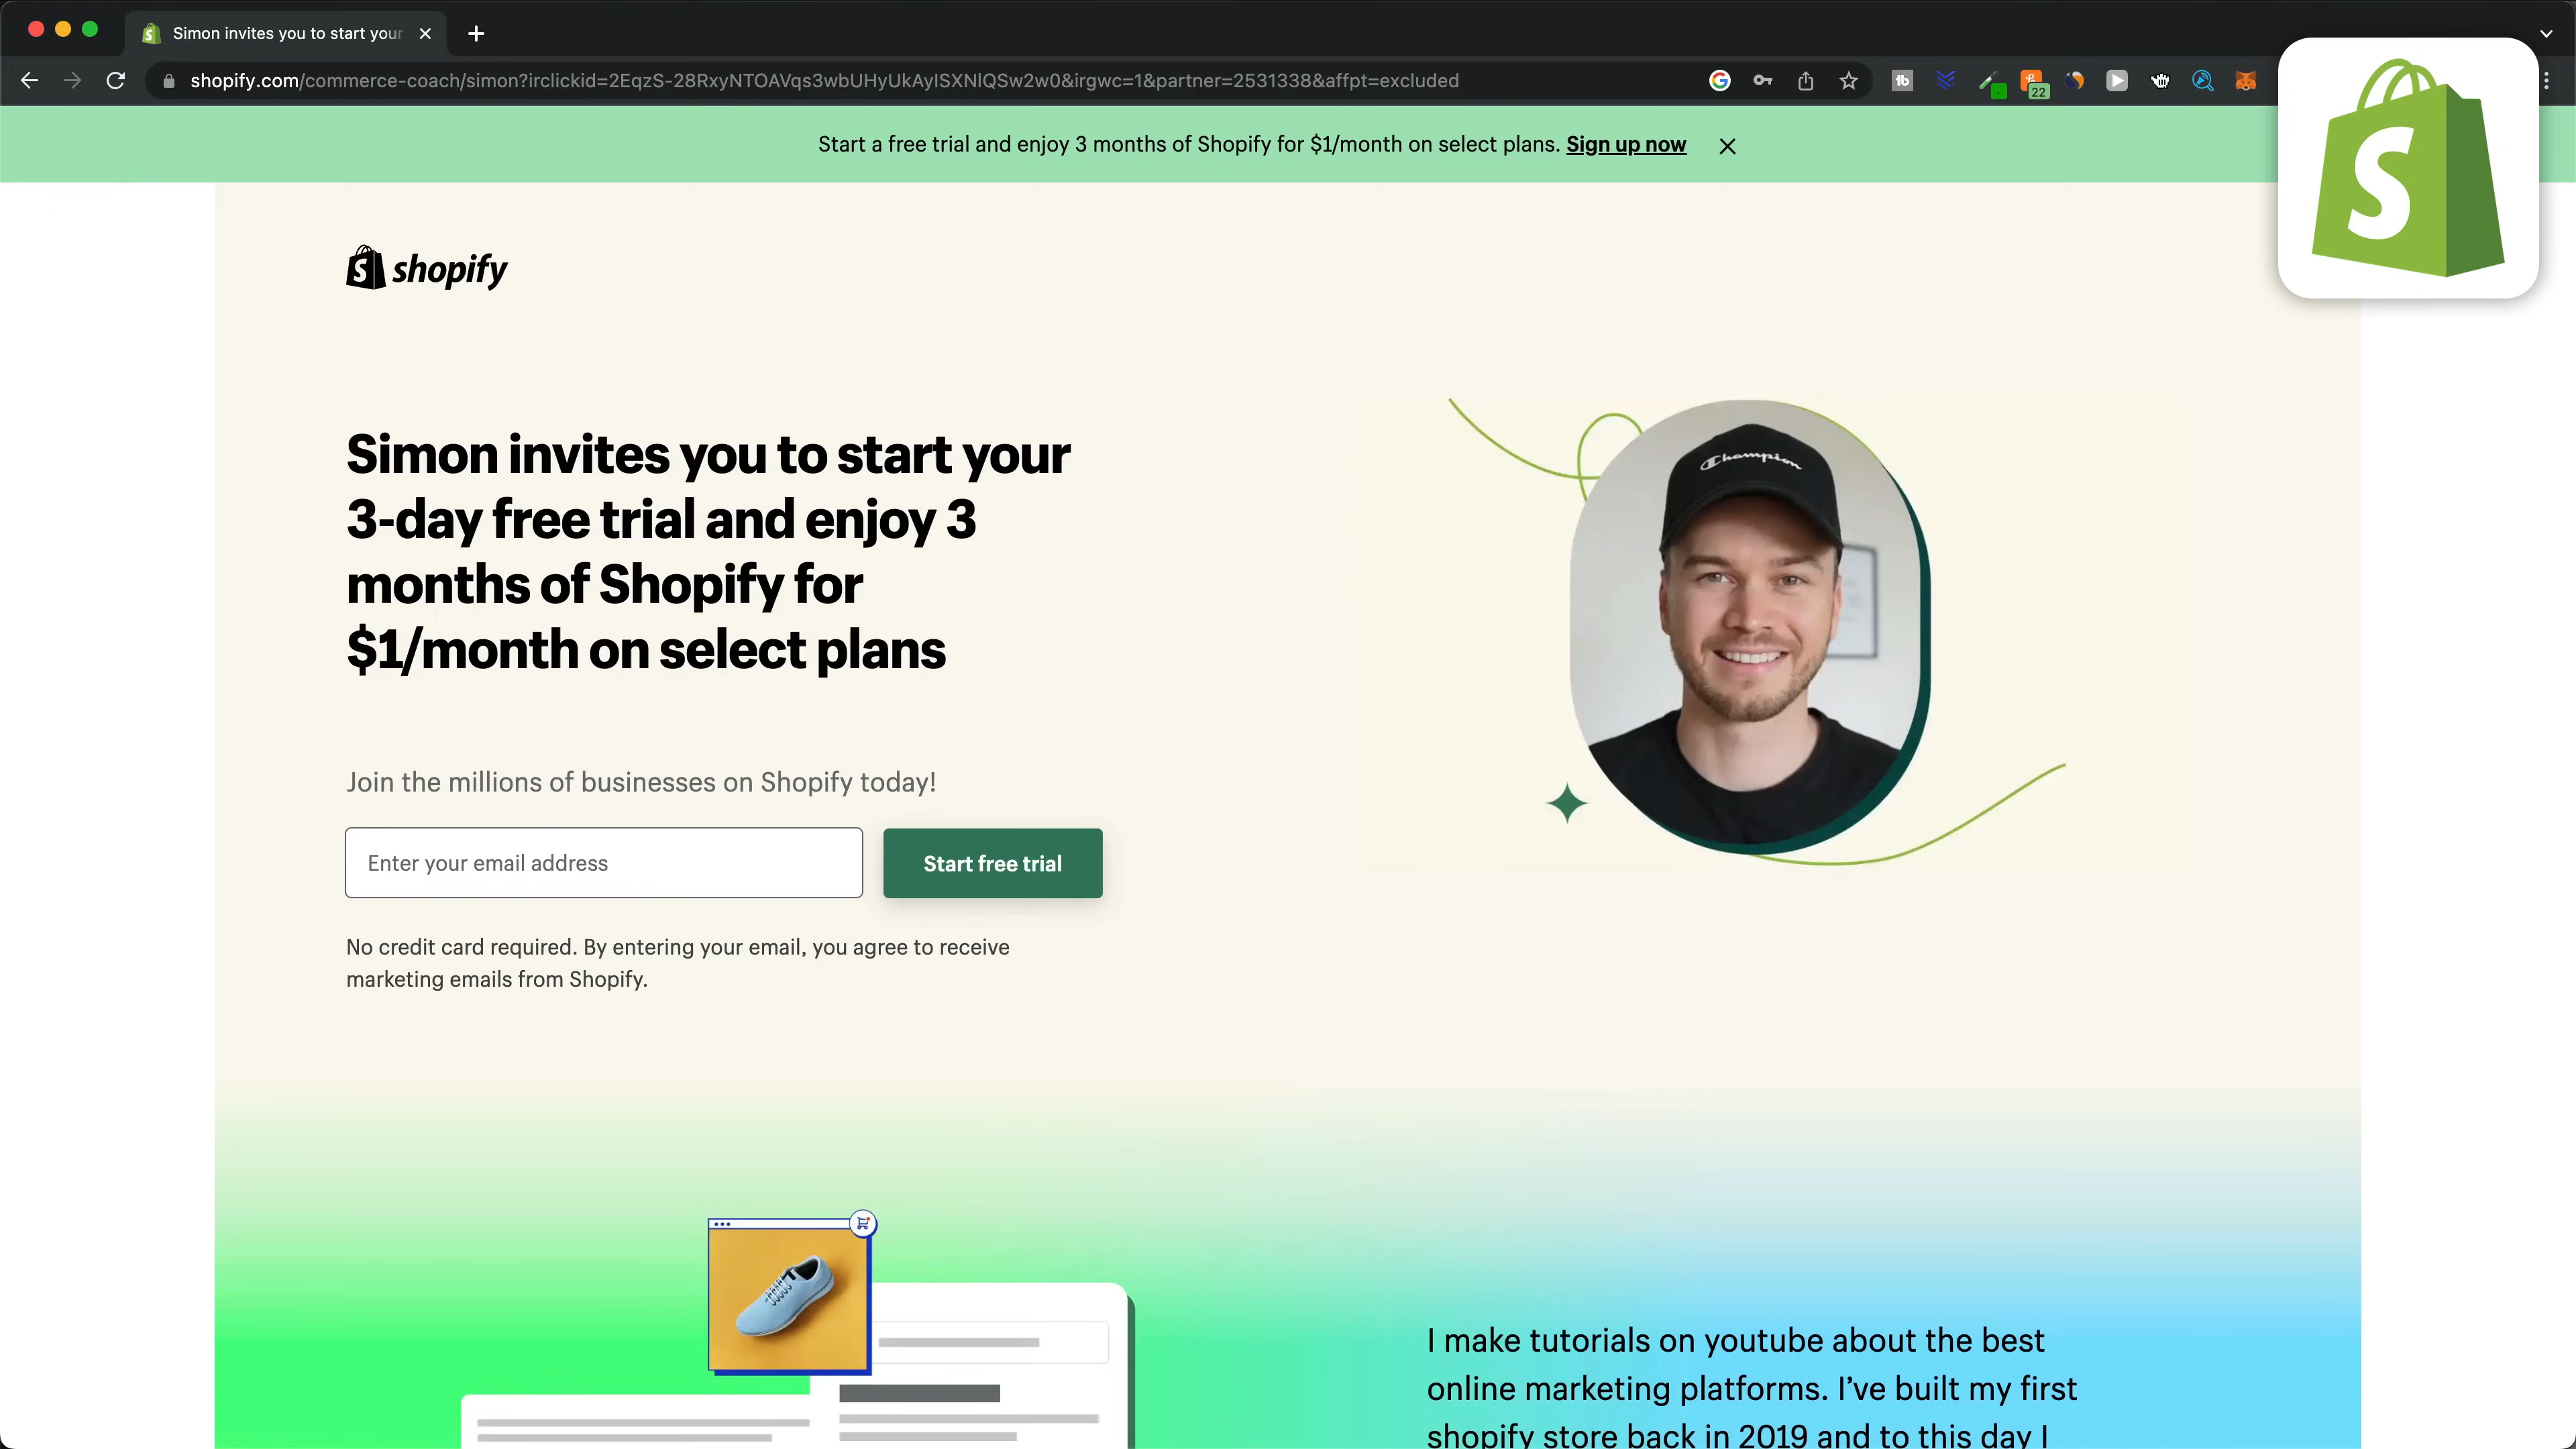 Simon invites you to start your
shopify.com/commerce-coach/simon?irclickid=2EqzS-28RxyNTOAVqs3wbUHyUkAyISXNIQSw2w0&irgwc=1&partner=2531338&affpt=excluded
22
Start a free trial and enjoy 3 months of Shopify for $1/month on select plans. Sign up now
shopify
Simon invites you to start your
3-day free trial and enjoy 3
months of Shopify for
$1/month on select plans
Champion
Join the millions of businesses on Shopify today!
Enter your email address
Start free trial
No credit card required. By entering your email, you agree to receive
marketing emails from Shopify.
I make tutorials on youtube about the best
online marketing platforms. I’ve built my first
shopify store back in 2019 and to this day I